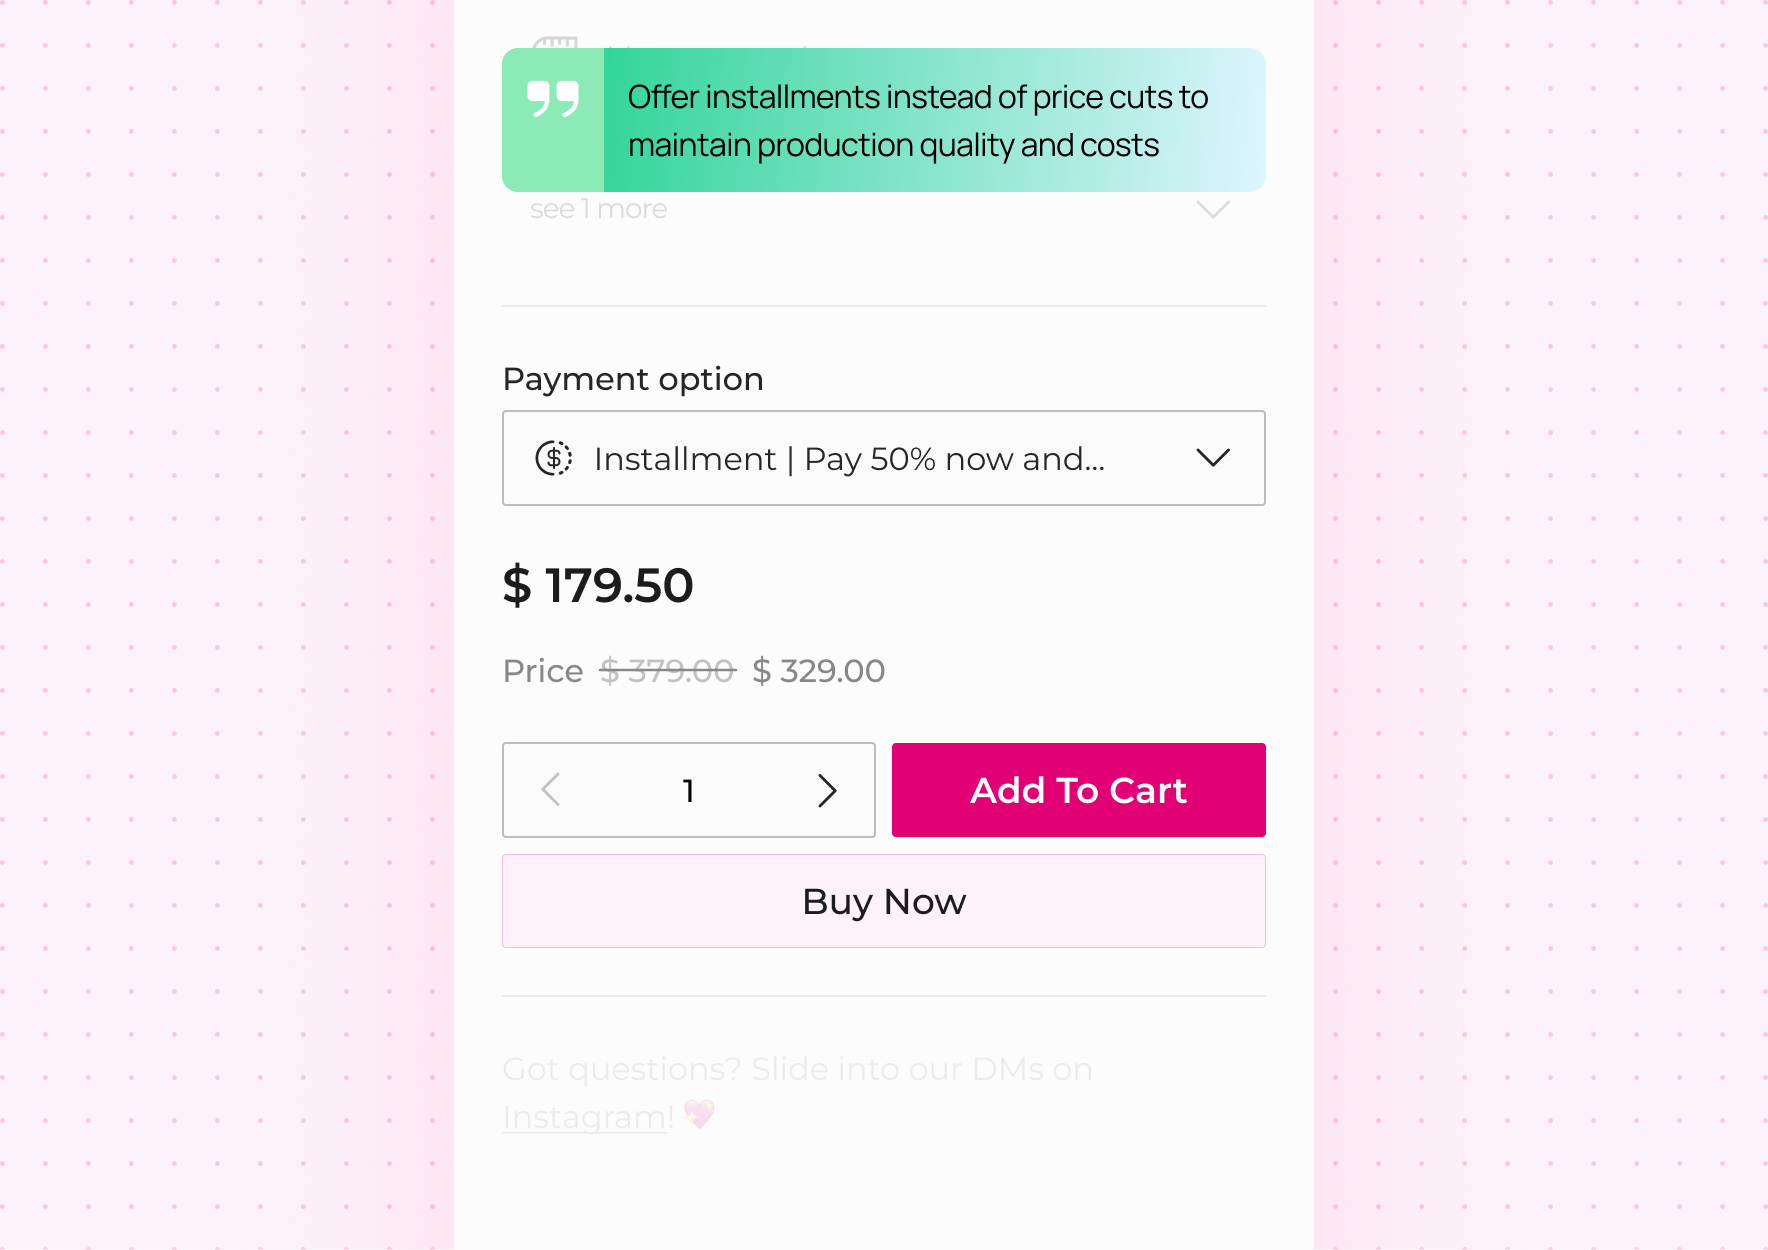 Offer installments instead of price cuts to
maintain production quality and costs
see 1 more
Payment option
Installment | Pay 50% now and...
$ 179.50
Price $ 379.00 $ 329.00
1
Add To Cart
Buy Now
Got questions? Slide into our DMs on
Instagram! 💖